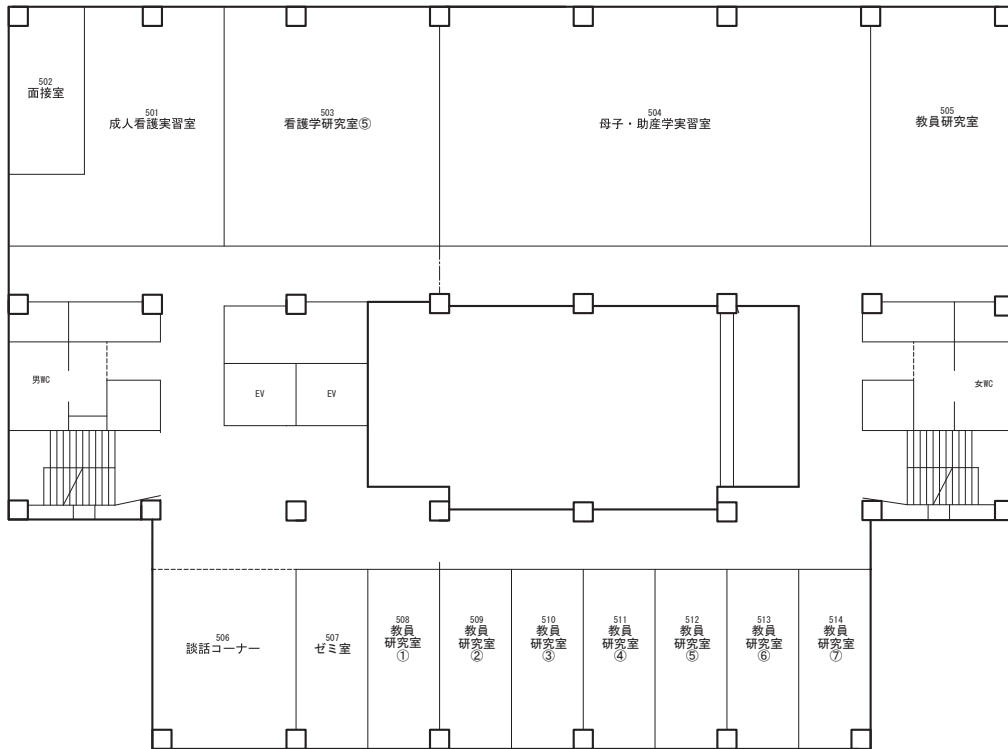 502
面接室
501
成人看護実習室
503
看護学研究室⑤
504
母子・助産学実習室
505
教員研究室
男WC
EV
EV
女WC
506
談話コーナー
507
ゼミ室
508
教員
研究室
①
509
教員
研究室
②
510
教員
研究室
③
511
教員
研究室
④
512
教員
研究室
⑤
513
教員
研究室
⑥
514
教員
研究室
⑦